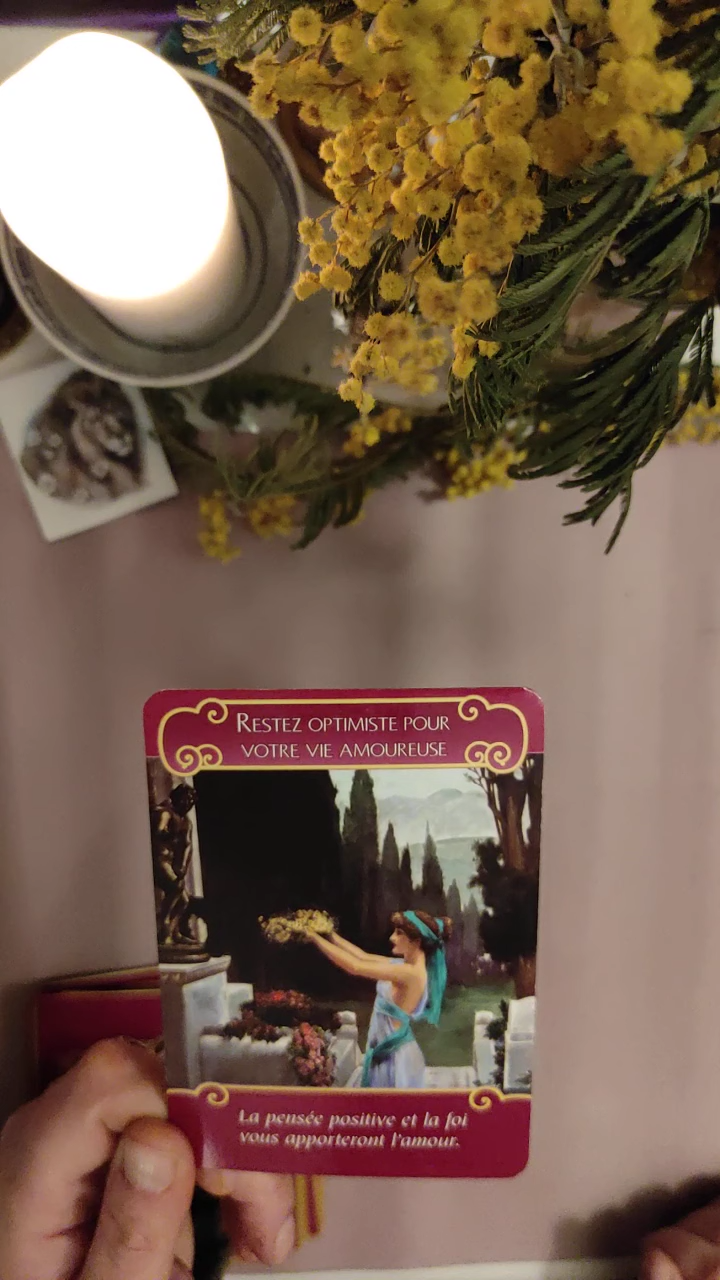 RESTEZ OPTIMISTE POUR
VOTRE VIE AMOUREUSE
La pensée positive et la foi
vous apporteront l'amour.